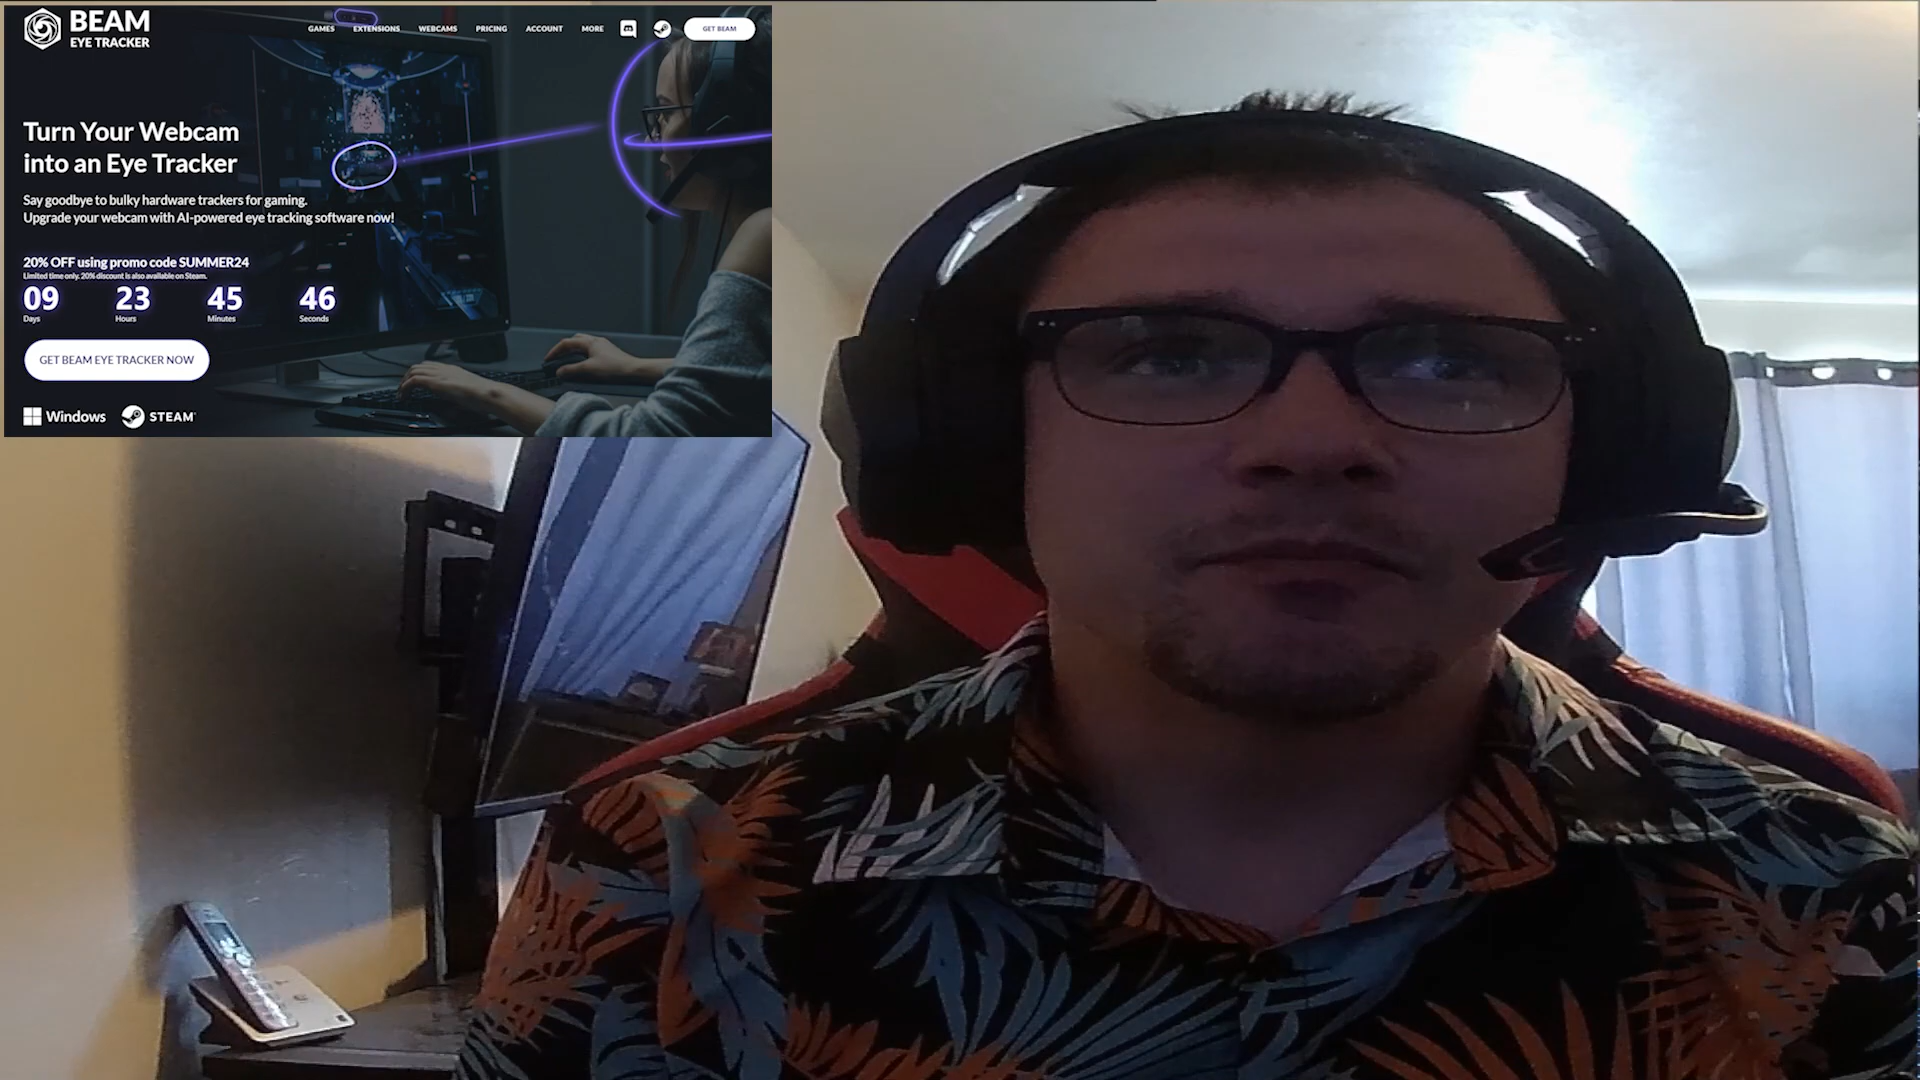 BEAM
EYE TRACKER
GAMES EXTENSIONS WEBCAMS PRICING ACCOUNT MORE GET BEAM
Turn Your Webcam
into an Eye Tracker
Say goodbye to bulky hardware trackers for gaming.
Upgrade your webcam with AI-powered eye tracking software now!
20% OFF using promo code SUMMER24
Limited time only. 20% discount is also available on Steam.
09 23 45 46
Days Hours Minutes Seconds
GET BEAM EYE TRACKER NOW
Windows STEAM